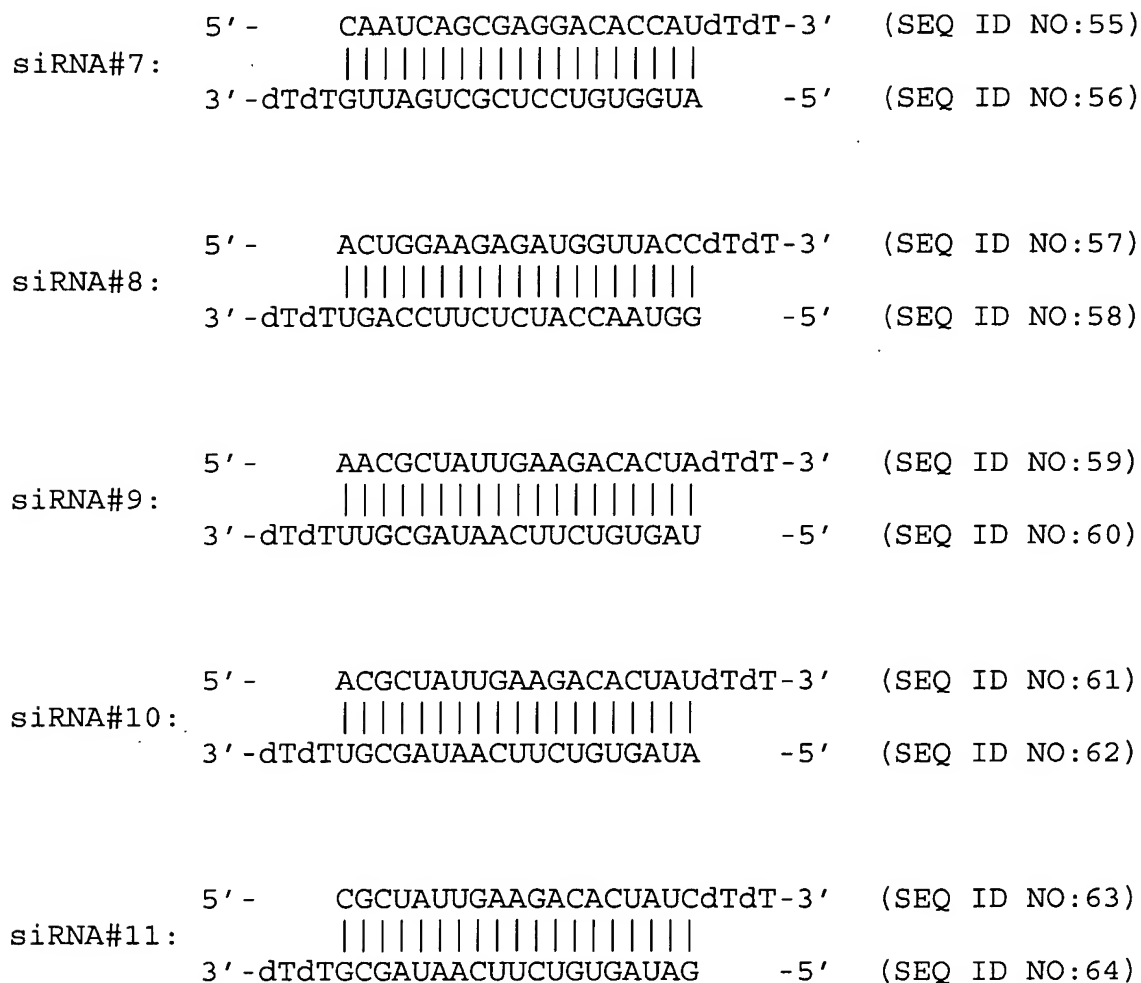 5'- CAAUCAGCGAGGACACCAUdTdT-3' (SEQ ID NO:55)
siRNA#7: |||||||||||||||||||
3'-dTdTGUUAGUCGCUCCUGUGGUA -5' (SEQ ID NO:56)
5'- ACUGGAAGAGAUGGUUACCdTdT-3' (SEQ ID NO:57)
siRNA#8: |||||||||||||||||||
3'-dTdTUGACCUUCUCUACCAAUGG -5' (SEQ ID NO:58)
5'- AACGCUAUUGAAGACACUAdTdT-3' (SEQ ID NO:59)
siRNA#9: |||||||||||||||||||
3'-dTdTUUGCGAUAACUUCUGUGAU -5' (SEQ ID NO:60)
5'- ACGCUAUUGAAGACACUAUdTdT-3' (SEQ ID NO:61)
siRNA#10: |||||||||||||||||||
3'-dTdTUGCGAUAACUUCUGUGAUA -5' (SEQ ID NO:62)
5'- CGCUAUUGAAGACACUAUCdTdT-3' (SEQ ID NO:63)
siRNA#11: |||||||||||||||||||
3'-dTdTGCGAUAACUUCUGUGAUAG -5' (SEQ ID NO:64)